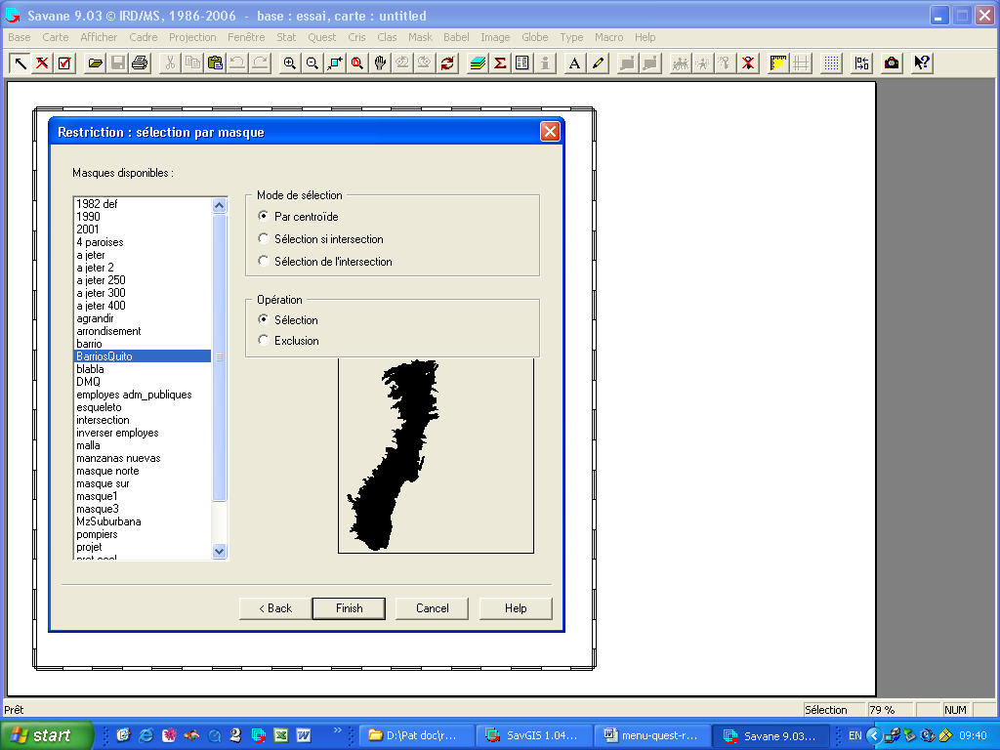 Savane 9.03 © IRD/MS, 1986-2006 - base : essai, carte : untitled
Base Carte Afficher Cadre Projection Fenêtre Stat Quest Cris Clas Mask Babel Image Globe Type Macro Help
Restriction : sélection par masque
Masques disponibles :
1982 def
1990
2001
4 paroises
a jeter
a jeter 2
a jeter 250
a jeter 300
a jeter 400
agrandir
arrondisement
barrio
BarriosQuito
blabla
DMQ
employes adm_publiques
esqueleto
intersection
inverser employes
malla
manzanas nuevas
masque norte
masque sur
masque1
masque3
MzSuburbana
pompiers
projet
Mode de sélection
Par centroïde
Sélection si intersection
Sélection de l'intersection
Opération
Sélection
Exclusion
< Back
Finish
Cancel
Help
Prêt
Sélection
79 %
NUM
start
D:\Pat doc\r...
SavGIS 1.04...
menu-quest-r...
Savane 9.03...
EN
09:40